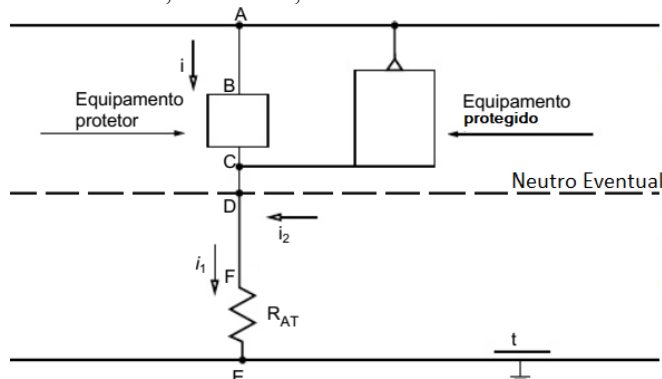 A
i
B
Equipamento
protetor
Equipamento
protegido
C
Neutro Eventual
D
i2
i1
F
RAT
t
E